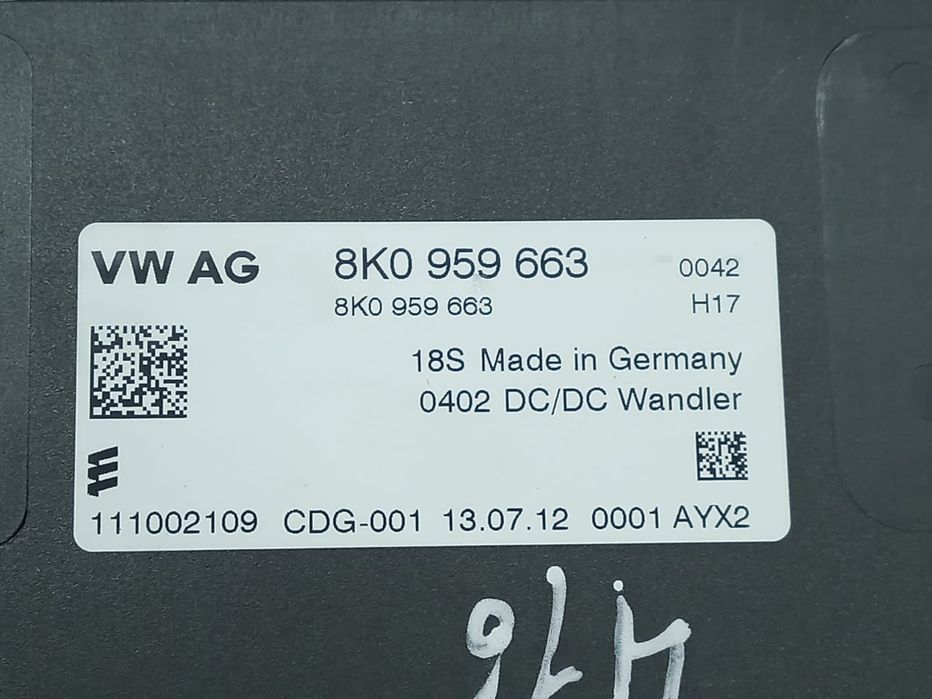 VW AG 8K0 959 663 0042
8K0 959 663 H17
18S Made in Germany
0402 DC/DC Wandler
111002109 CDG-001 13.07.12 0001 AYX2